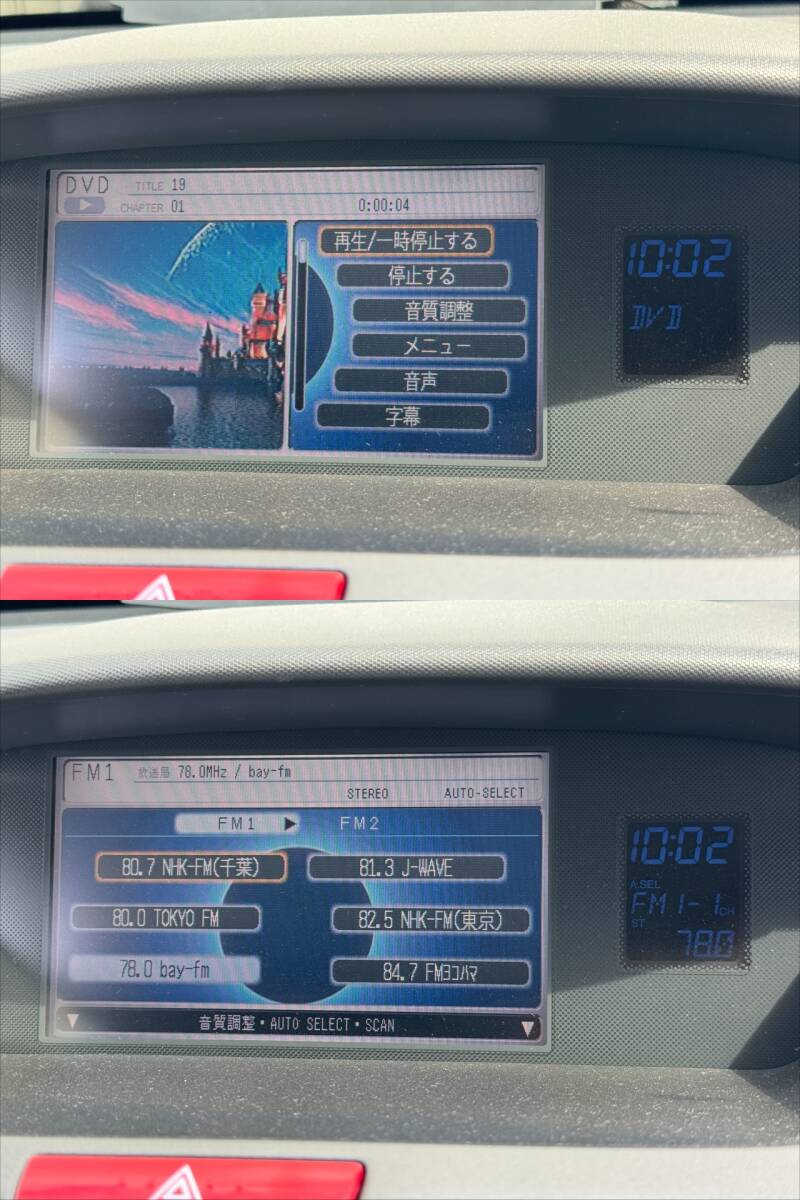 DVD TITLE 19
CHAPTER 01 0:00:04
再生/一時停止する
停止する
音質調整
メニュー
音声
字幕
10:02
DVD
FM1 放送局 78.0MHz / bay-fm
STEREO AUTO-SELECT
FM1 ▶ FM2
80.7 NHK-FM(千葉) 81.3 J-WAVE
80.0 TOKYO FM 82.5 NHK-FM(東京)
78.0 bay-fm 84.7 FMヨコハマ
音質調整・AUTO SELECT・SCAN
10:02
A.SEL
FM1-1CH
ST
78.0